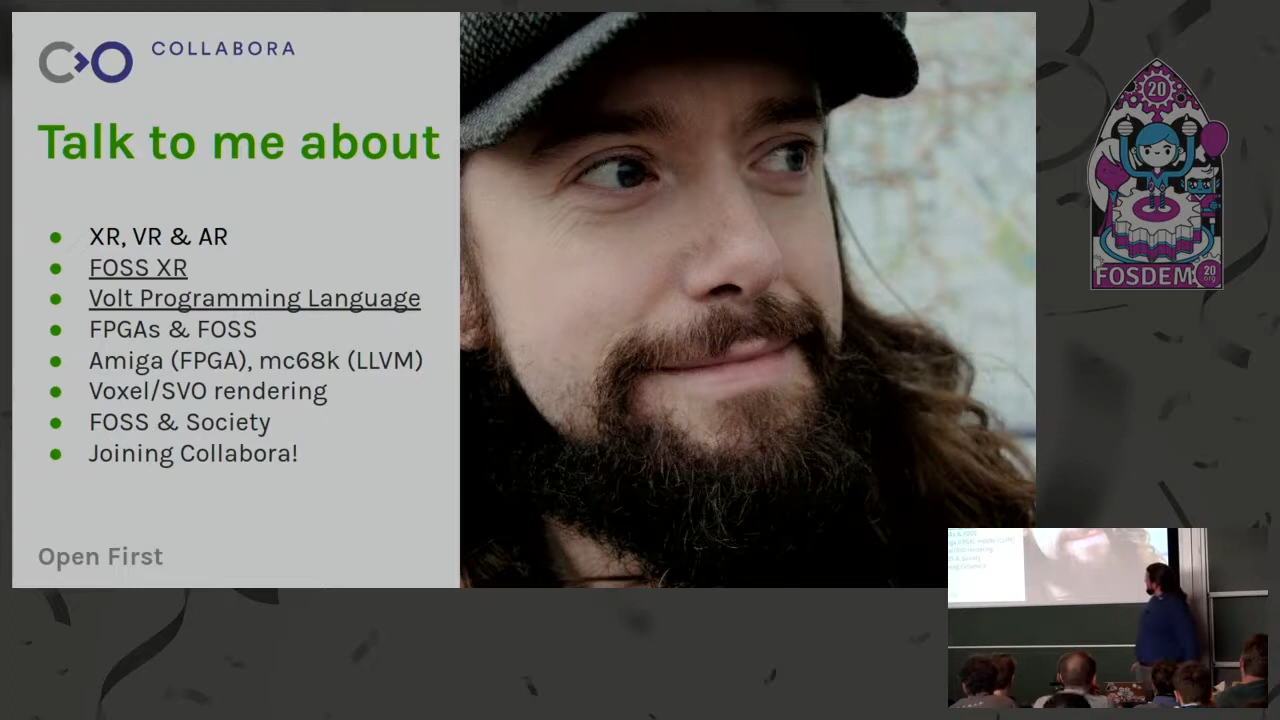 COLLABORA
Talk to me about
XR, VR & AR
FOSS XR
Volt Programming Language
FPGAs & FOSS
Amiga (FPGA), mc68k (LLVM)
Voxel/SVO rendering
FOSS & Society
Joining Collabora!
Open First
20
FOSDEM
20
.org